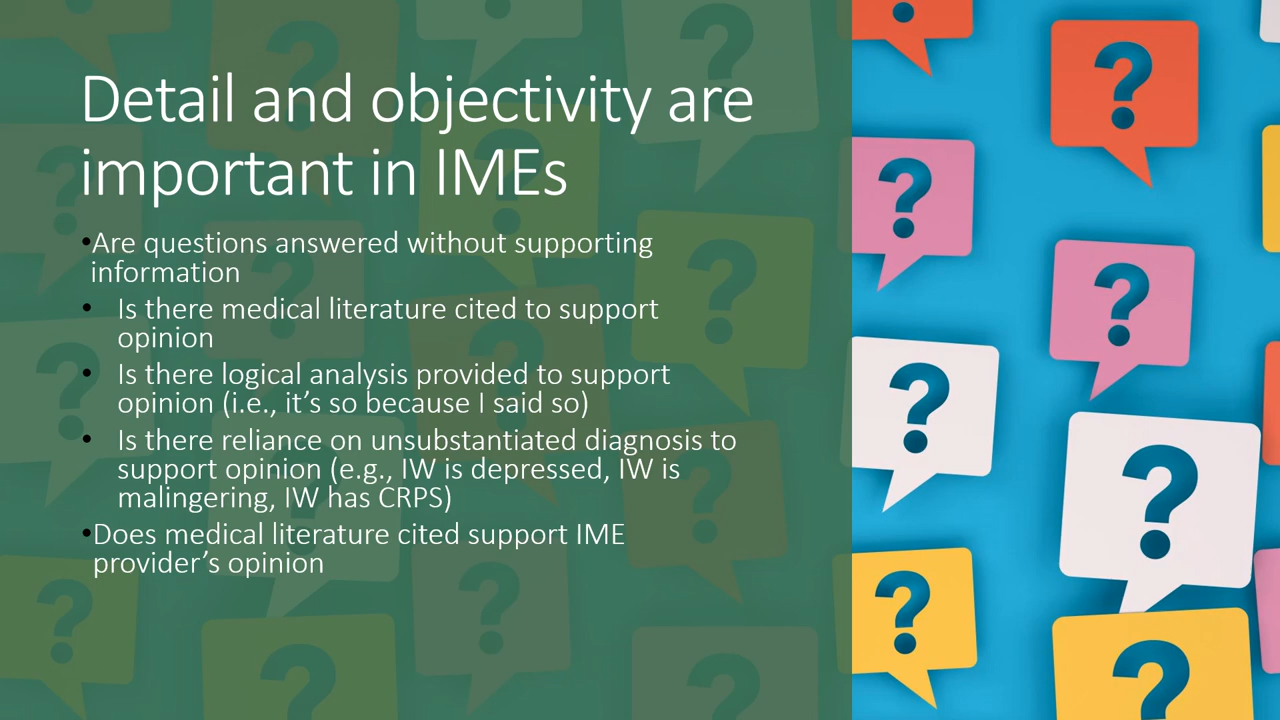 Detail and objectivity are
important in IMEs
•Are questions answered without supporting
information
• Is there medical literature cited to support
opinion
• Is there logical analysis provided to support
opinion (i.e., it’s so because I said so)
• Is there reliance on unsubstantiated diagnosis to
support opinion (e.g., IW is depressed, IW is
malingering, IW has CRPS)
•Does medical literature cited support IME
provider’s opinion